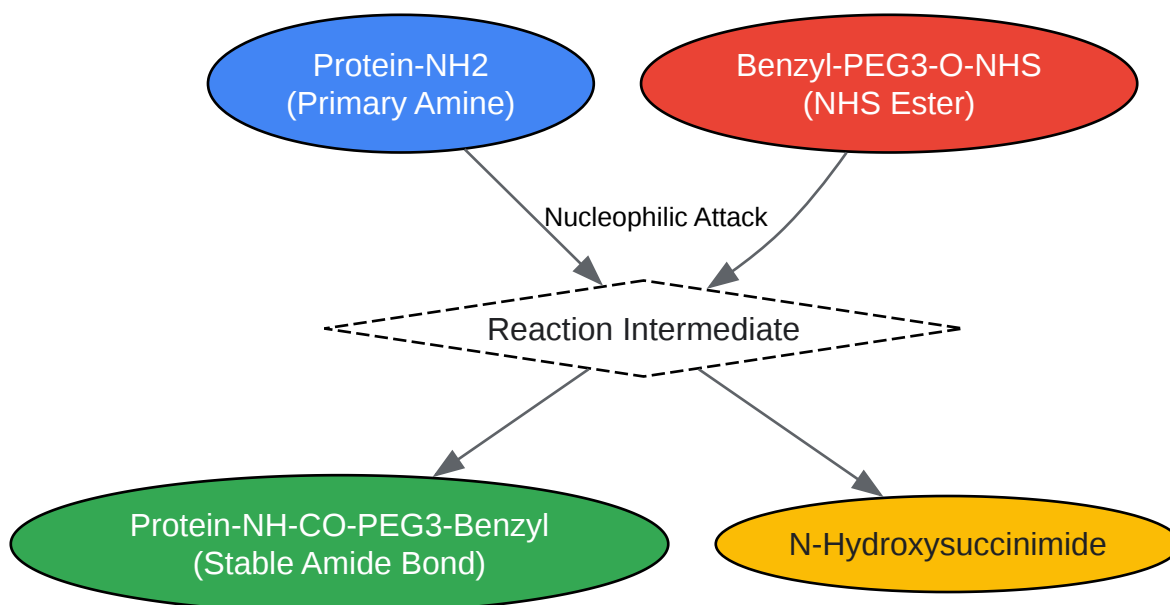 Protein-NH2
(Primary Amine)
Benzyl-PEG3-O-NHS
(NHS Ester)
Nucleophilic Attack
Reaction Intermediate
Protein-NH-CO-PEG3-Benzyl
(Stable Amide Bond)
N-Hydroxysuccinimide